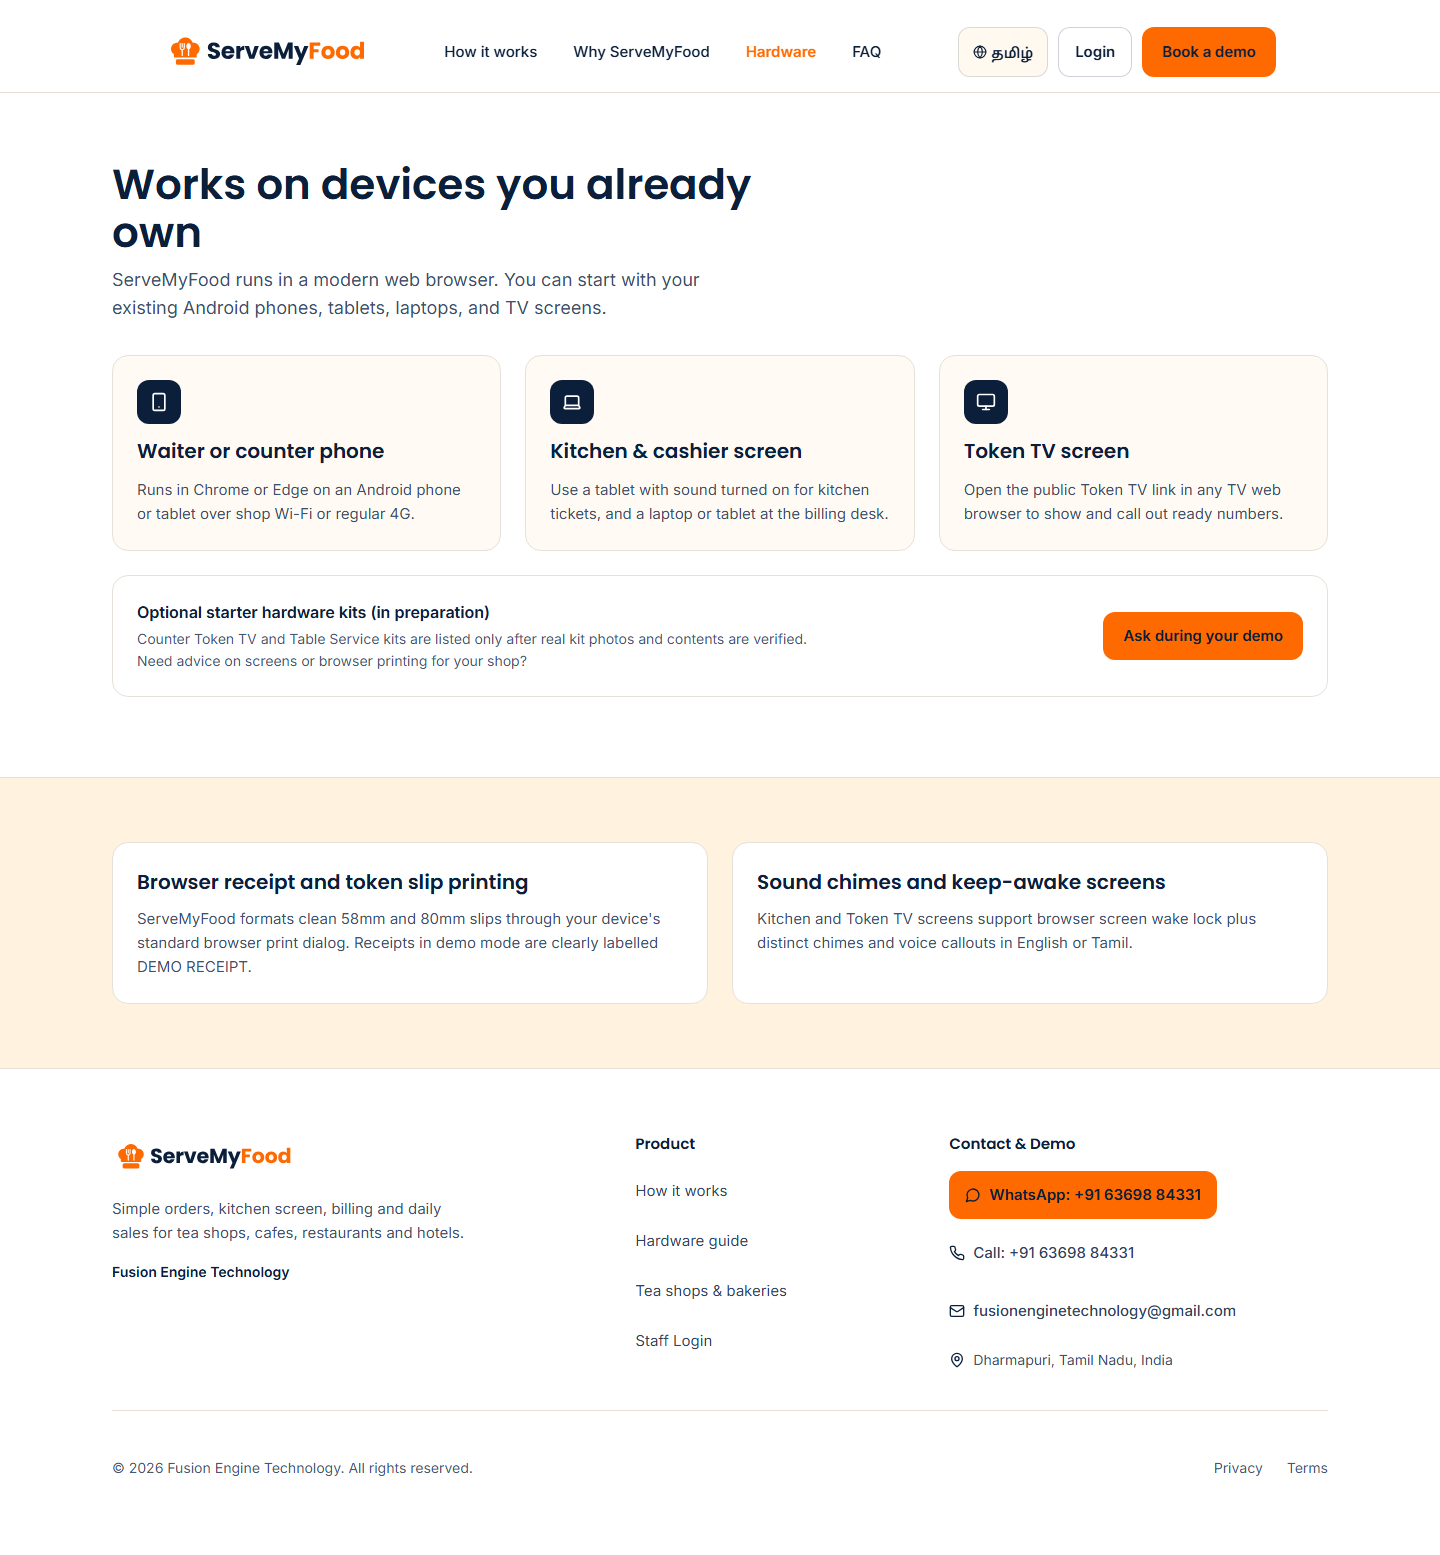 ServeMyFood
How it works
Why ServeMyFood
Hardware
FAQ
தமிழ்
Login
Book a demo
Works on devices you already
own
ServeMyFood runs in a modern web browser. You can start with your
existing Android phones, tablets, laptops, and TV screens.
Waiter or counter phone
Runs in Chrome or Edge on an Android phone
or tablet over shop Wi-Fi or regular 4G.
Kitchen & cashier screen
Use a tablet with sound turned on for kitchen
tickets, and a laptop or tablet at the billing desk.
Token TV screen
Open the public Token TV link in any TV web
browser to show and call out ready numbers.
Optional starter hardware kits (in preparation)
Counter Token TV and Table Service kits are listed only after real kit photos and contents are verified.
Need advice on screens or browser printing for your shop?
Ask during your demo
Browser receipt and token slip printing
ServeMyFood formats clean 58mm and 80mm slips through your device's
standard browser print dialog. Receipts in demo mode are clearly labelled
DEMO RECEIPT.
Sound chimes and keep-awake screens
Kitchen and Token TV screens support browser screen wake lock plus
distinct chimes and voice callouts in English or Tamil.
ServeMyFood
Simple orders, kitchen screen, billing and daily
sales for tea shops, cafes, restaurants and hotels.
Fusion Engine Technology
Product
How it works
Hardware guide
Tea shops & bakeries
Staff Login
Contact & Demo
WhatsApp: +91 63698 84331
Call: +91 63698 84331
fusionenginetechnology@gmail.com
Dharmapuri, Tamil Nadu, India
© 2026 Fusion Engine Technology. All rights reserved.
Privacy
Terms